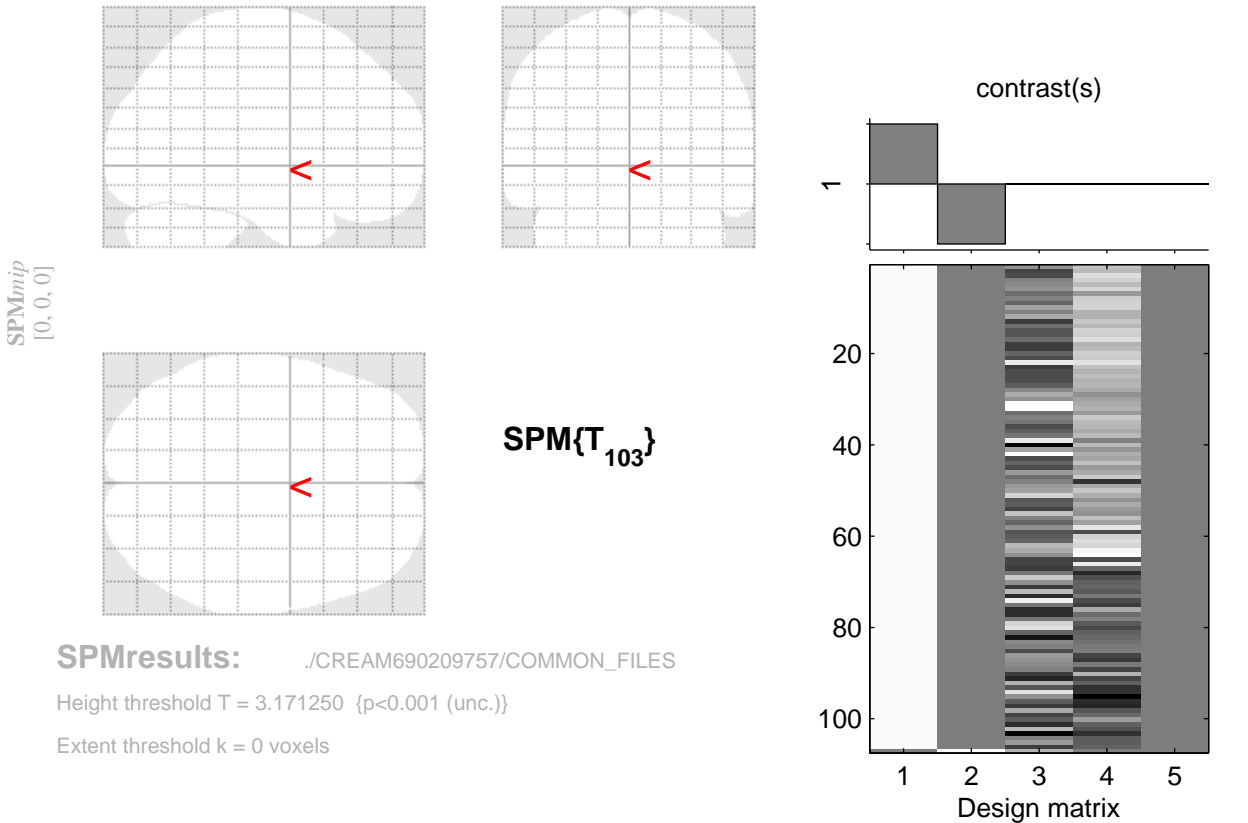 contrast(s)
1
SPMmip
[0, 0, 0]
<
<
<
SPM{T103}
20
40
60
80
100
1 2 3 4 5
Design matrix
SPMresults: ./CREAM690209757/COMMON_FILES
Height threshold T = 3.171250 {p<0.001 (unc.)}
Extent threshold k = 0 voxels